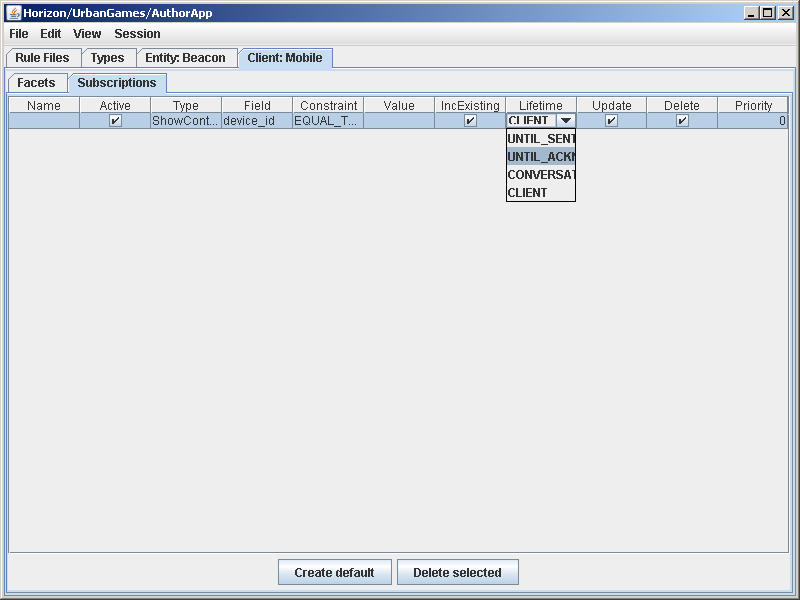 Horizon/UrbanGames/AuthorApp
File Edit View Session
Rule Files Types Entity: Beacon Client: Mobile
Facets Subscriptions
Name Active Type Field Constraint Value IncExisting Lifetime Update Delete Priority
ShowCont... device_id EQUAL_T... CLIENT 0
UNTIL_SENT
UNTIL_ACKN
CONVERSAT
CLIENT
Create default Delete selected